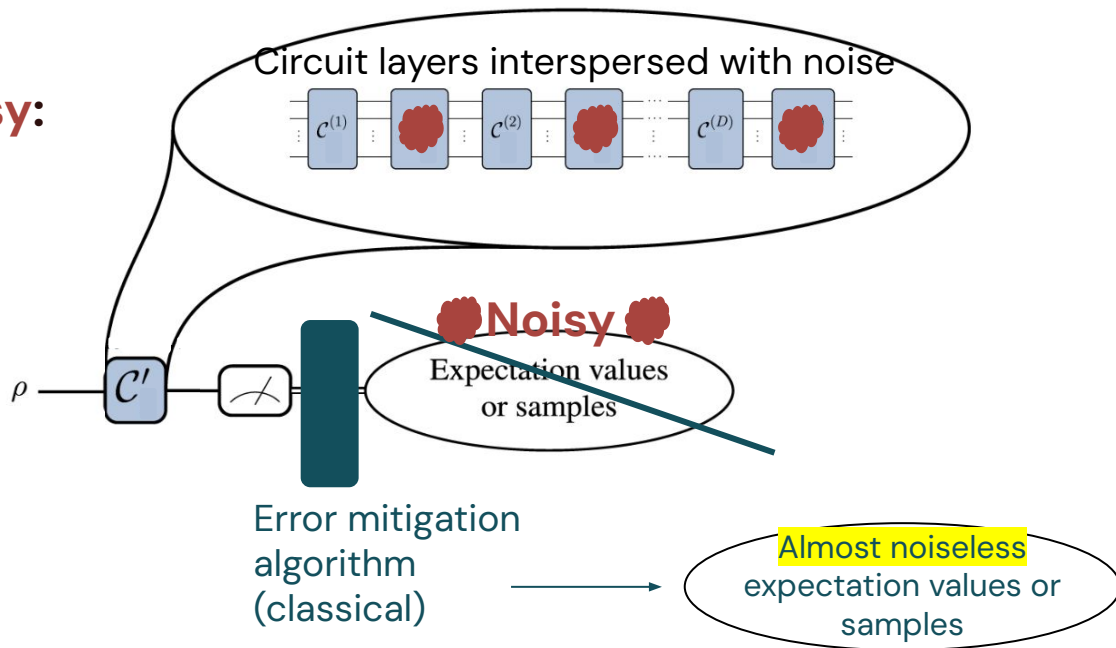 Circuit layers interspersed with noise
sy:
𝒞⁽¹⁾ 𝒞⁽²⁾ ... 𝒞⁽ᴰ⁾
Noisy
ρ 𝒞′ Expectation values
or samples
Error mitigation
algorithm
(classical)
Almost noiseless
expectation values or
samples